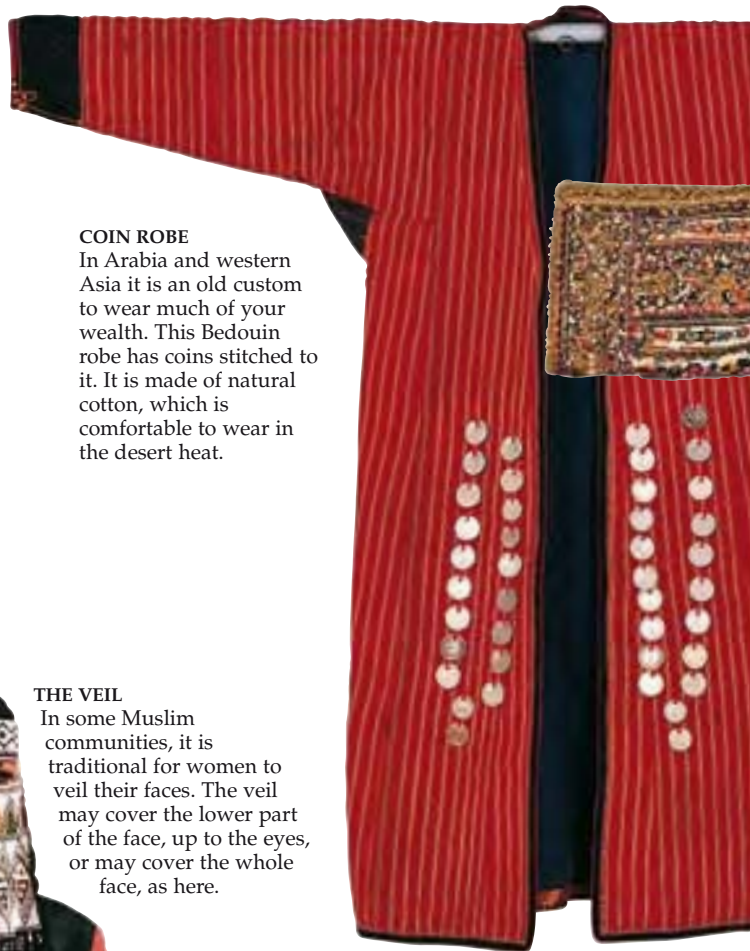 COIN ROBE
In Arabia and western
Asia it is an old custom
to wear much of your
wealth. This Bedouin
robe has coins stitched to
it. It is made of natural
cotton, which is
comfortable to wear in
the desert heat.
THE VEIL
In some Muslim
communities, it is
traditional for women to
veil their faces. The veil
may cover the lower part
of the face, up to the eyes,
or may cover the whole
face, as here.